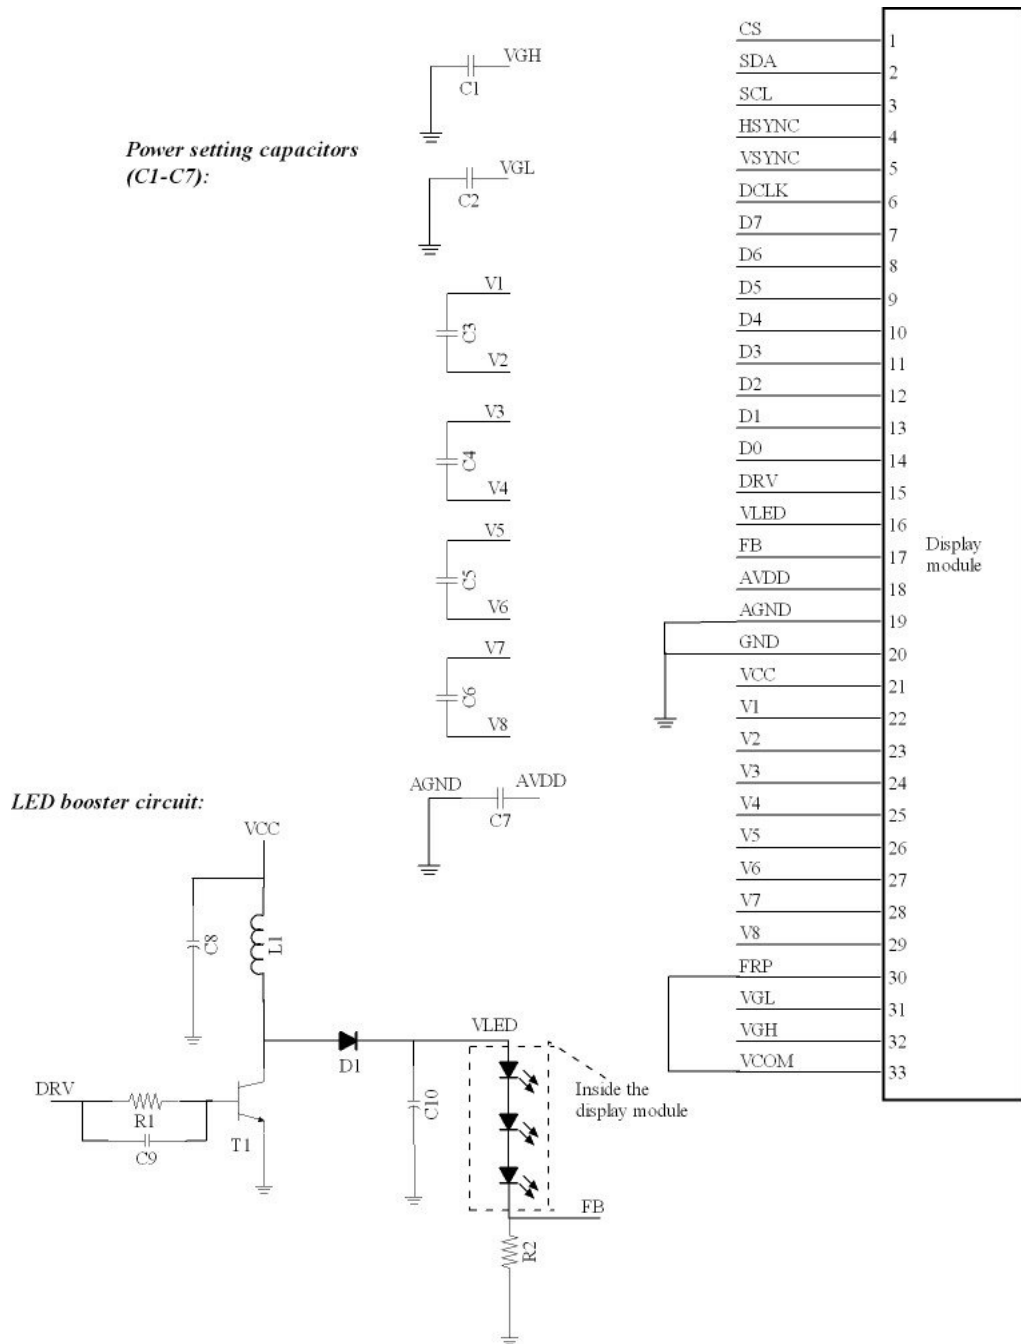 VGH
C1
Power setting capacitors
(C1-C7):
VGL
C2
V1
C3
V2
V3
C4
V4
V5
C5
V6
V7
C6
V8
AGND
AVDD
C7
LED booster circuit:
VCC
C8
L1
D1
VLED
C10
Inside the
display module
DRV
R1
C9
T1
FB
R2
CS
1
SDA
2
SCL
3
HSYNC
4
VSYNC
5
DCLK
6
D7
7
D6
8
D5
9
D4
10
D3
11
D2
12
D1
13
D0
14
DRV
15
VLED
16
FB
17
AVDD
18
AGND
19
GND
20
VCC
21
V1
22
V2
23
V3
24
V4
25
V5
26
V6
27
V7
28
V8
29
FRP
30
VGL
31
VGH
32
VCOM
33
Display
module